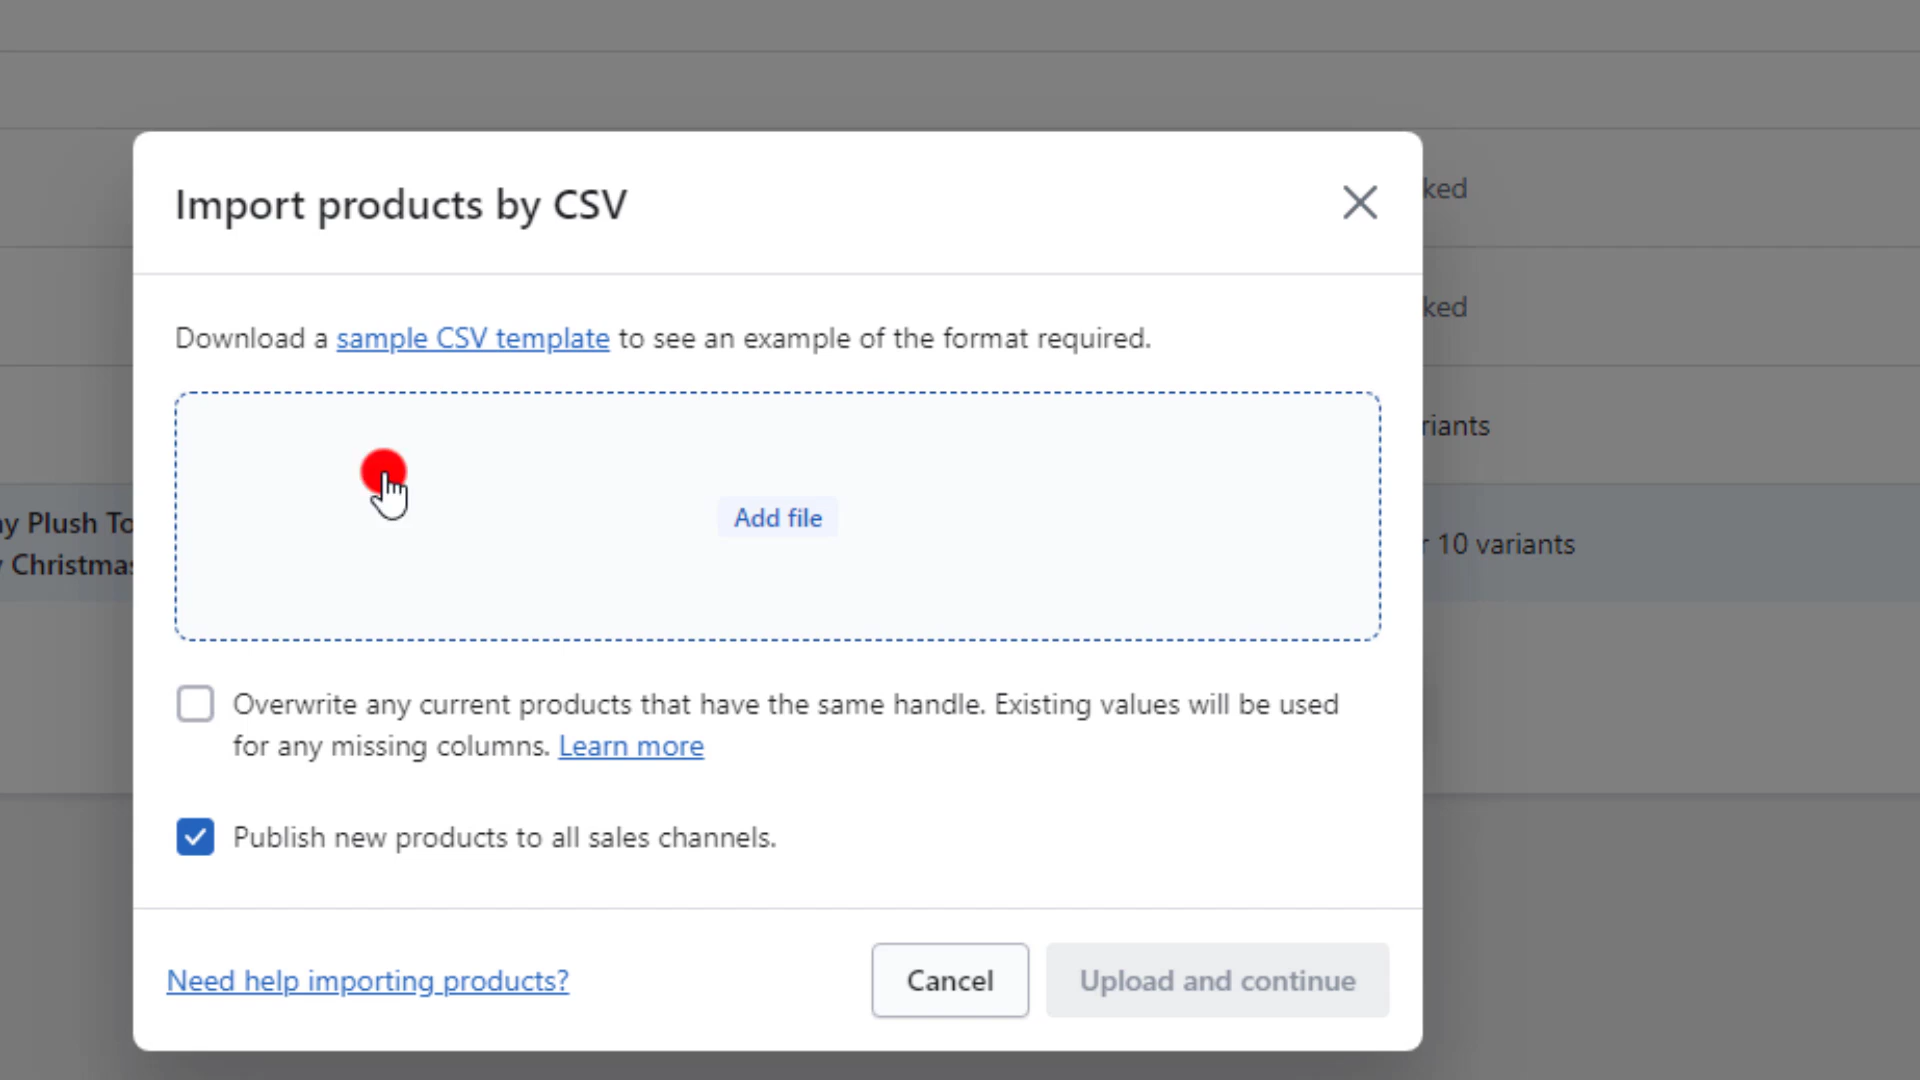 Import products by CSV
ked
Download a sample CSV template to see an example of the format required.
ked
riants
Add file
y Plush To
Christmas
10 variants
Overwrite any current products that have the same handle. Existing values will be used
for any missing columns. Learn more
Publish new products to all sales channels.
Need help importing products?
Cancel
Upload and continue